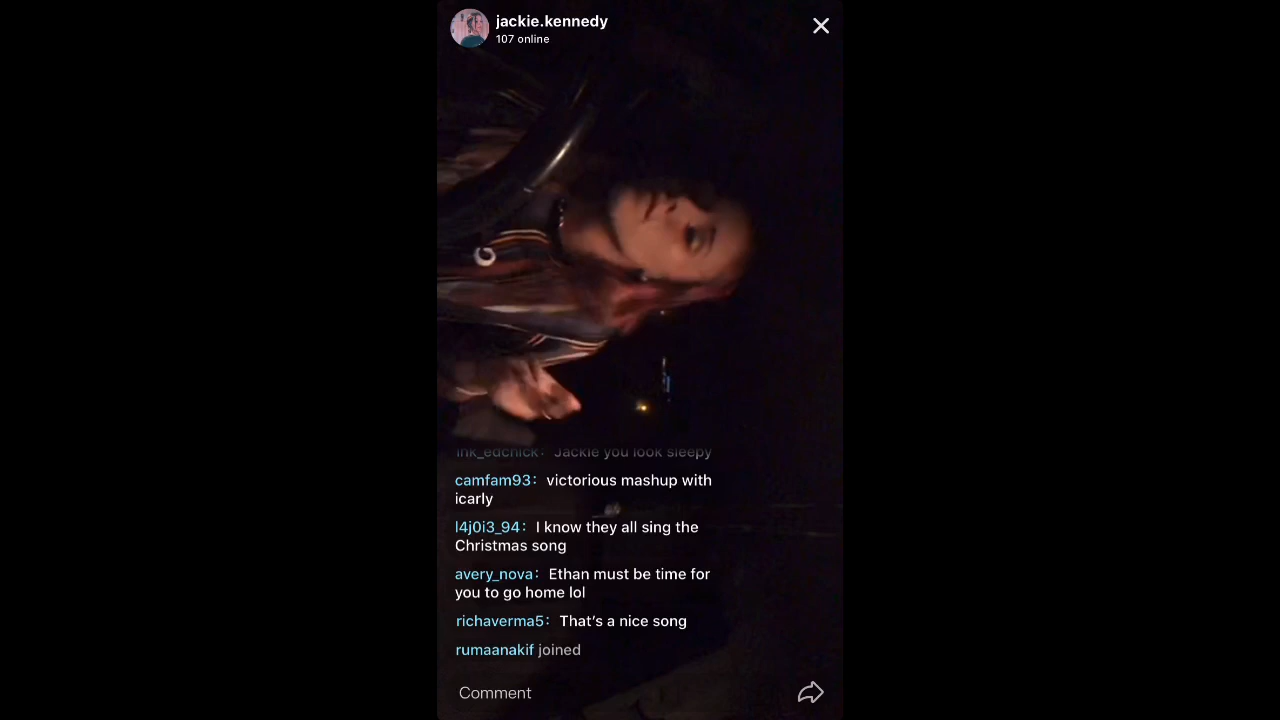 jackie.kennedy
107 online
ink_edchick: Jackie you look sleepy
camfam93: victorious mashup with
icarly
l4j0i3_94: I know they all sing the
Christmas song
avery_nova: Ethan must be time for
you to go home lol
richaverma5: That’s a nice song
rumaanakif joined
Comment